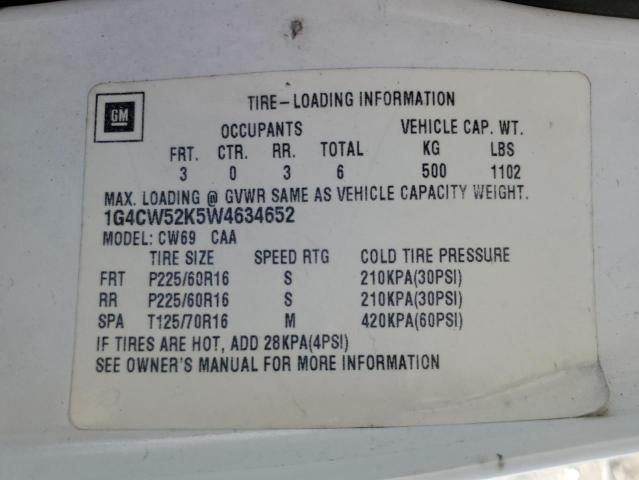 GM
TIRE-LOADING INFORMATION
OCCUPANTS VEHICLE CAP. WT.
FRT. CTR. RR. TOTAL KG LBS
3 0 3 6 500 1102
MAX. LOADING @ GVWR SAME AS VEHICLE CAPACITY WEIGHT.
1G4CW52K5W4634652
MODEL: CW69 CAA
TIRE SIZE SPEED RTG COLD TIRE PRESSURE
FRT P225/60R16 S 210KPA(30PSI)
RR P225/60R16 S 210KPA(30PSI)
SPA T125/70R16 M 420KPA(60PSI)
IF TIRES ARE HOT, ADD 28KPA(4PSI)
SEE OWNER'S MANUAL FOR MORE INFORMATION